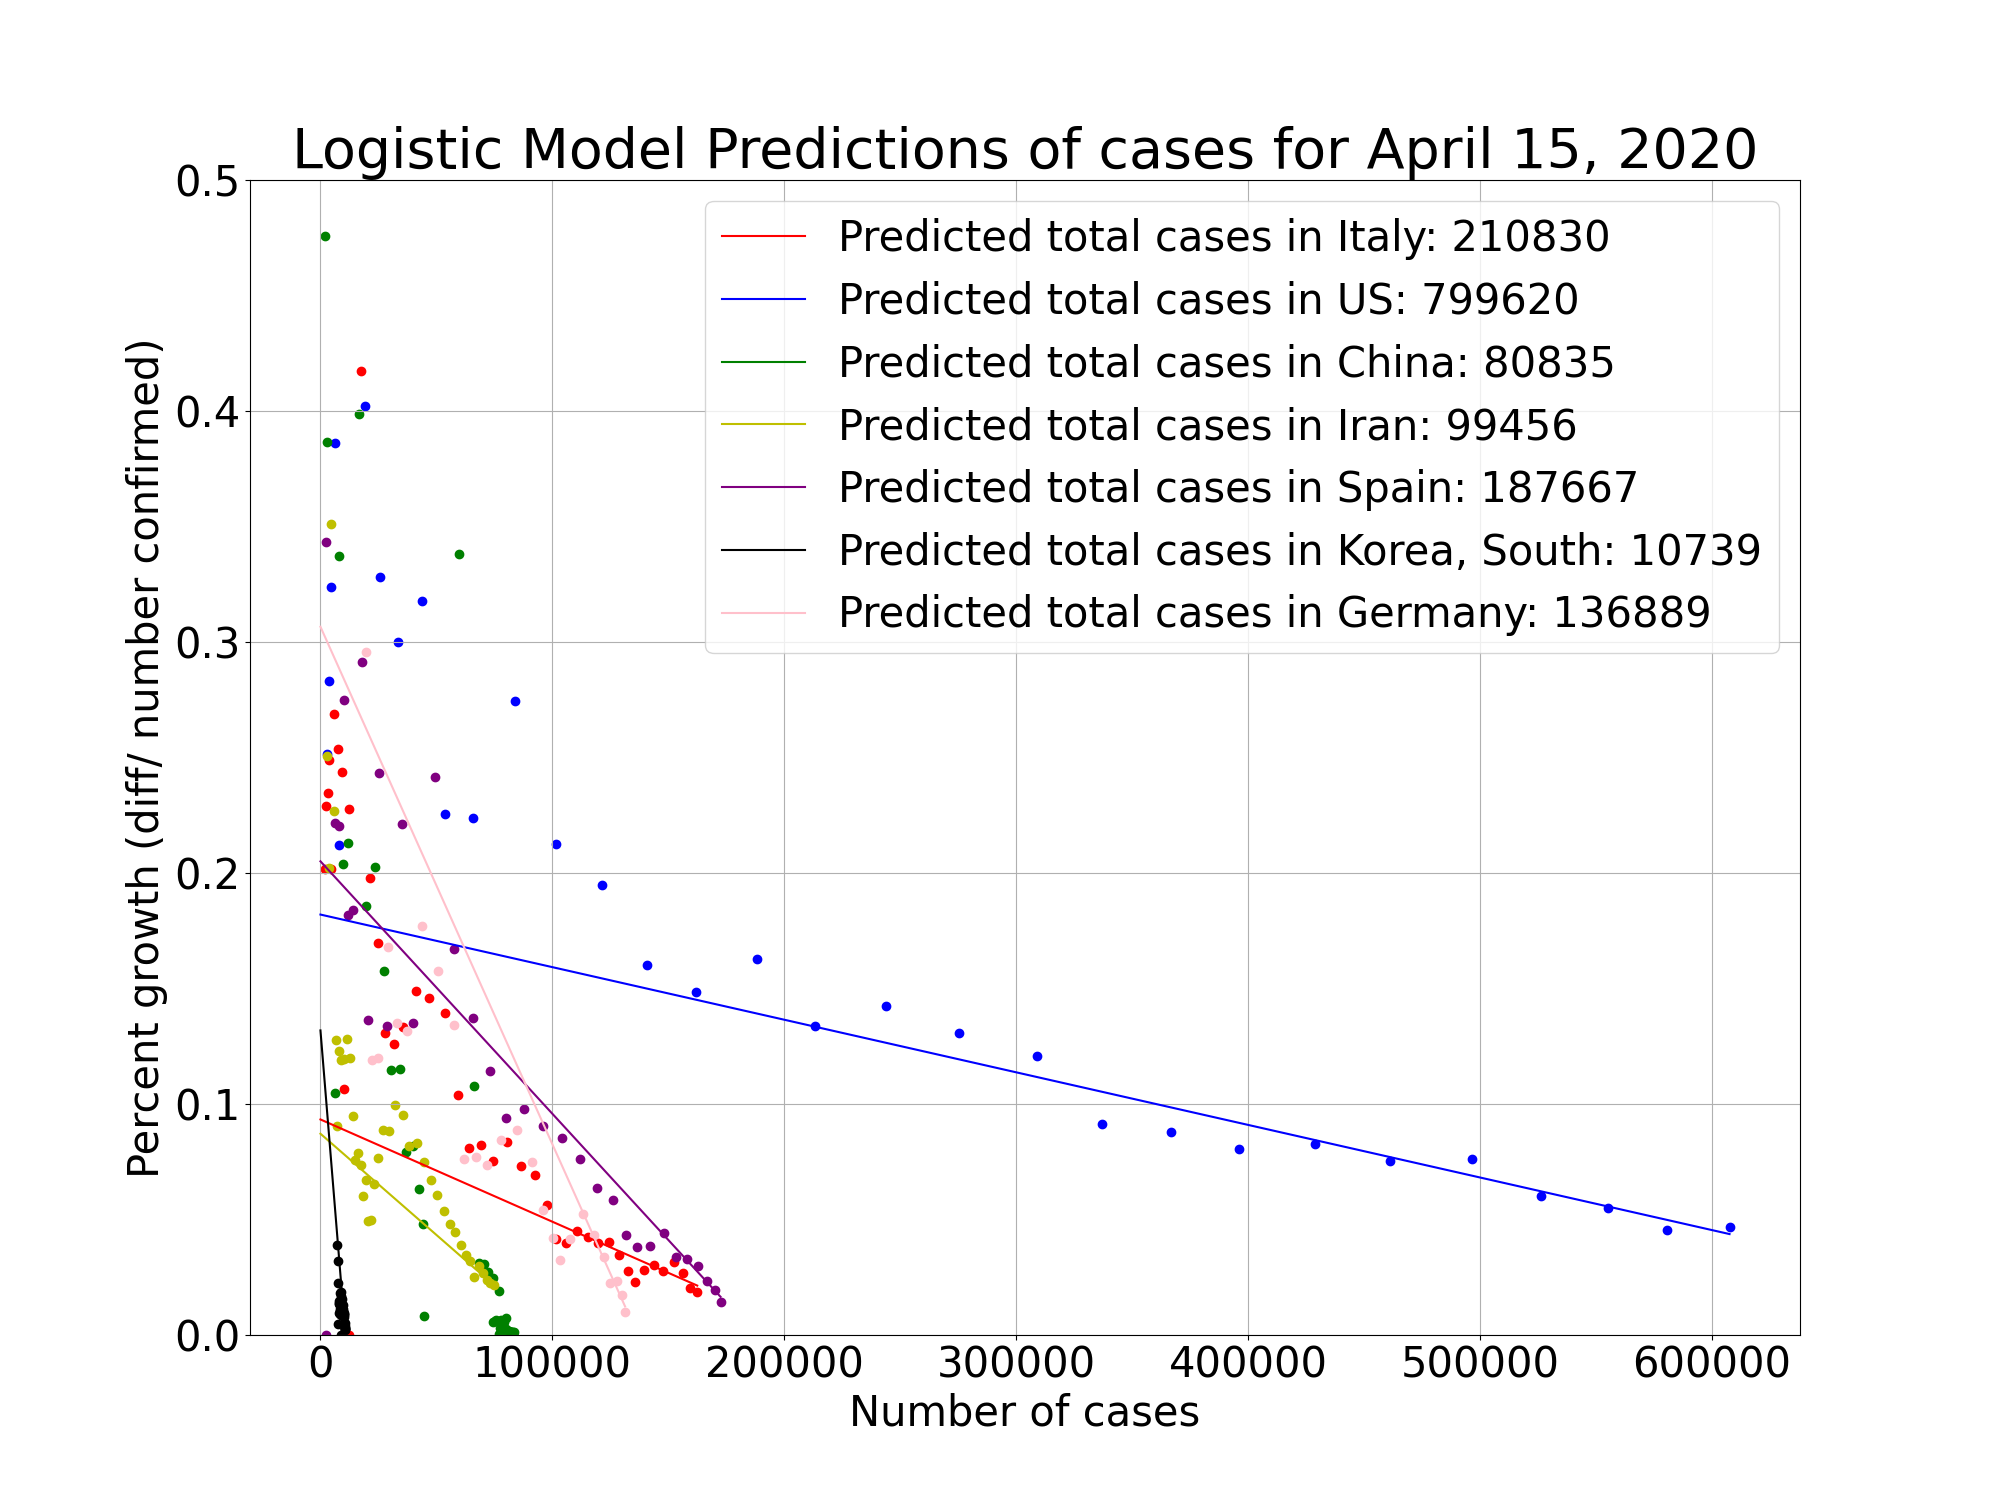 Logistic Model Predictions of cases for April 15, 2020
0.5
0.4
0.3
0.2
0.1
0.0
Percent growth (diff/ number confirmed)
Predicted total cases in Italy: 210830
Predicted total cases in US: 799620
Predicted total cases in China: 80835
Predicted total cases in Iran: 99456
Predicted total cases in Spain: 187667
Predicted total cases in Korea, South: 10739
Predicted total cases in Germany: 136889
0 100000 200000 300000 400000 500000 600000
Number of cases